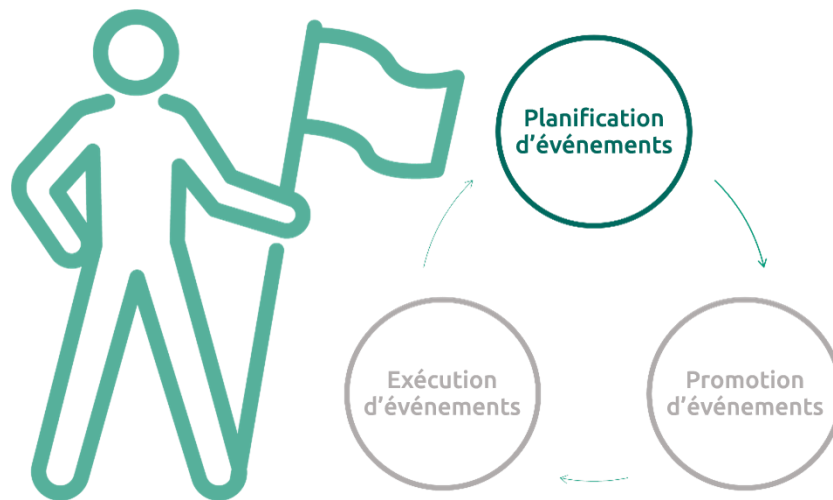 Planification
d’événements
Exécution
d’événements
Promotion
d’événements